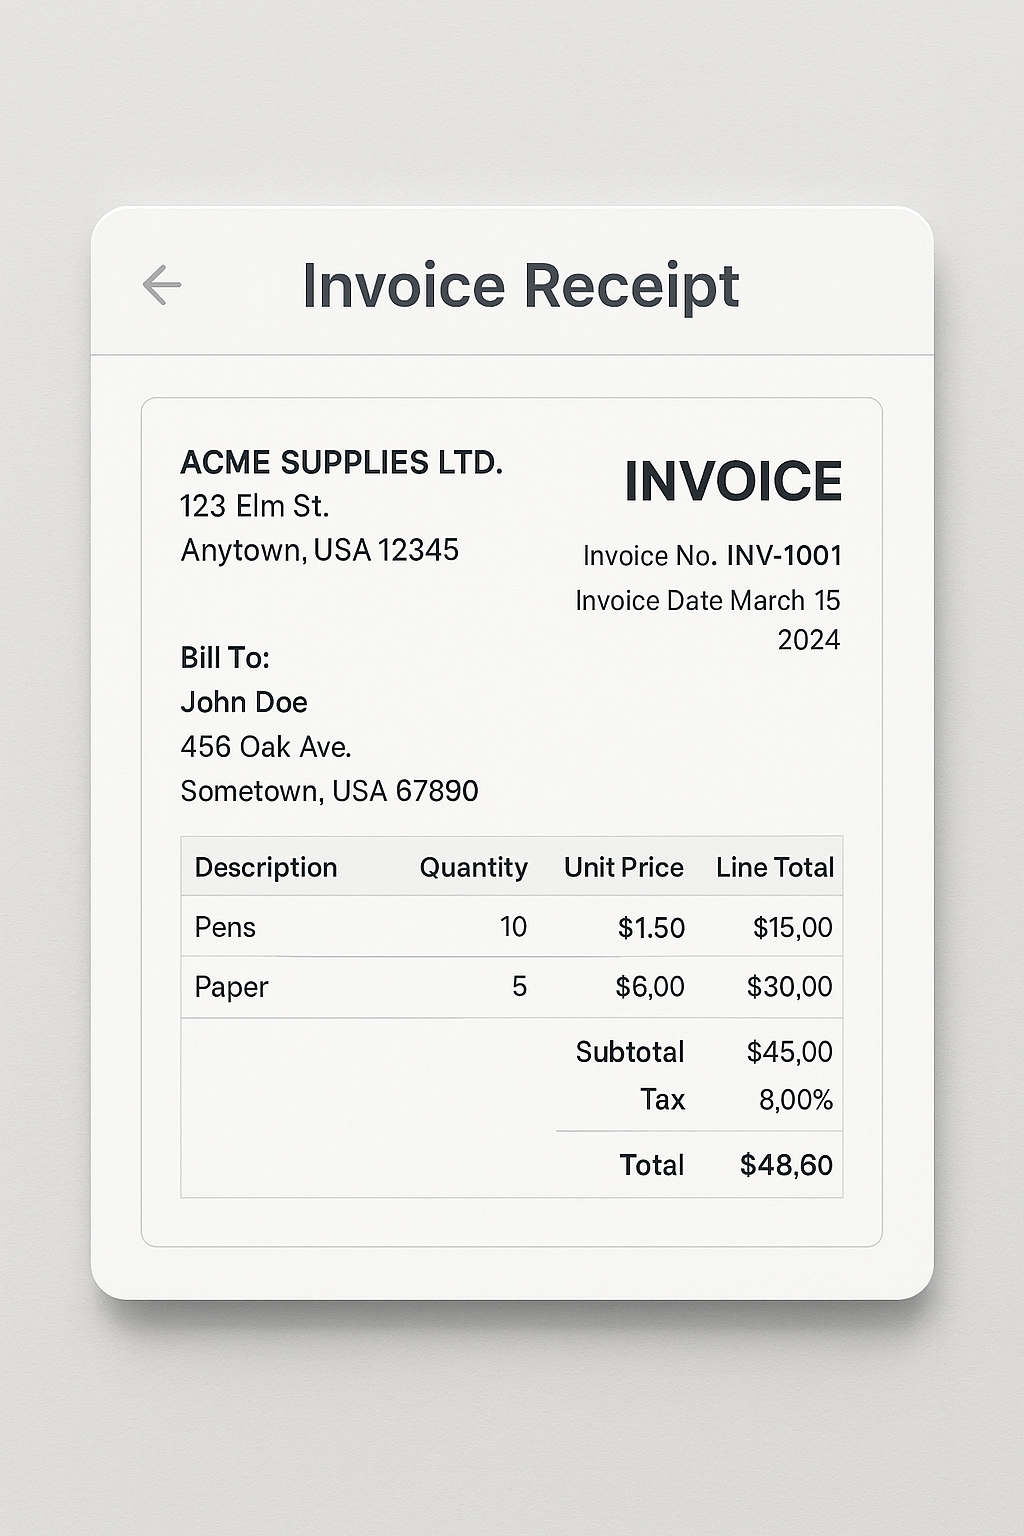 Invoice Receipt
ACME SUPPLIES LTD.
123 Elm St.
Anytown, USA 12345
INVOICE
Invoice No. INV-1001
Invoice Date March 15
2024
Bill To:
John Doe
456 Oak Ave.
Sometown, USA 67890
Description Quantity Unit Price Line Total
Pens 10 $1.50 $15,00
Paper 5 $6,00 $30,00
Subtotal $45,00
Tax 8,00%
Total $48,60